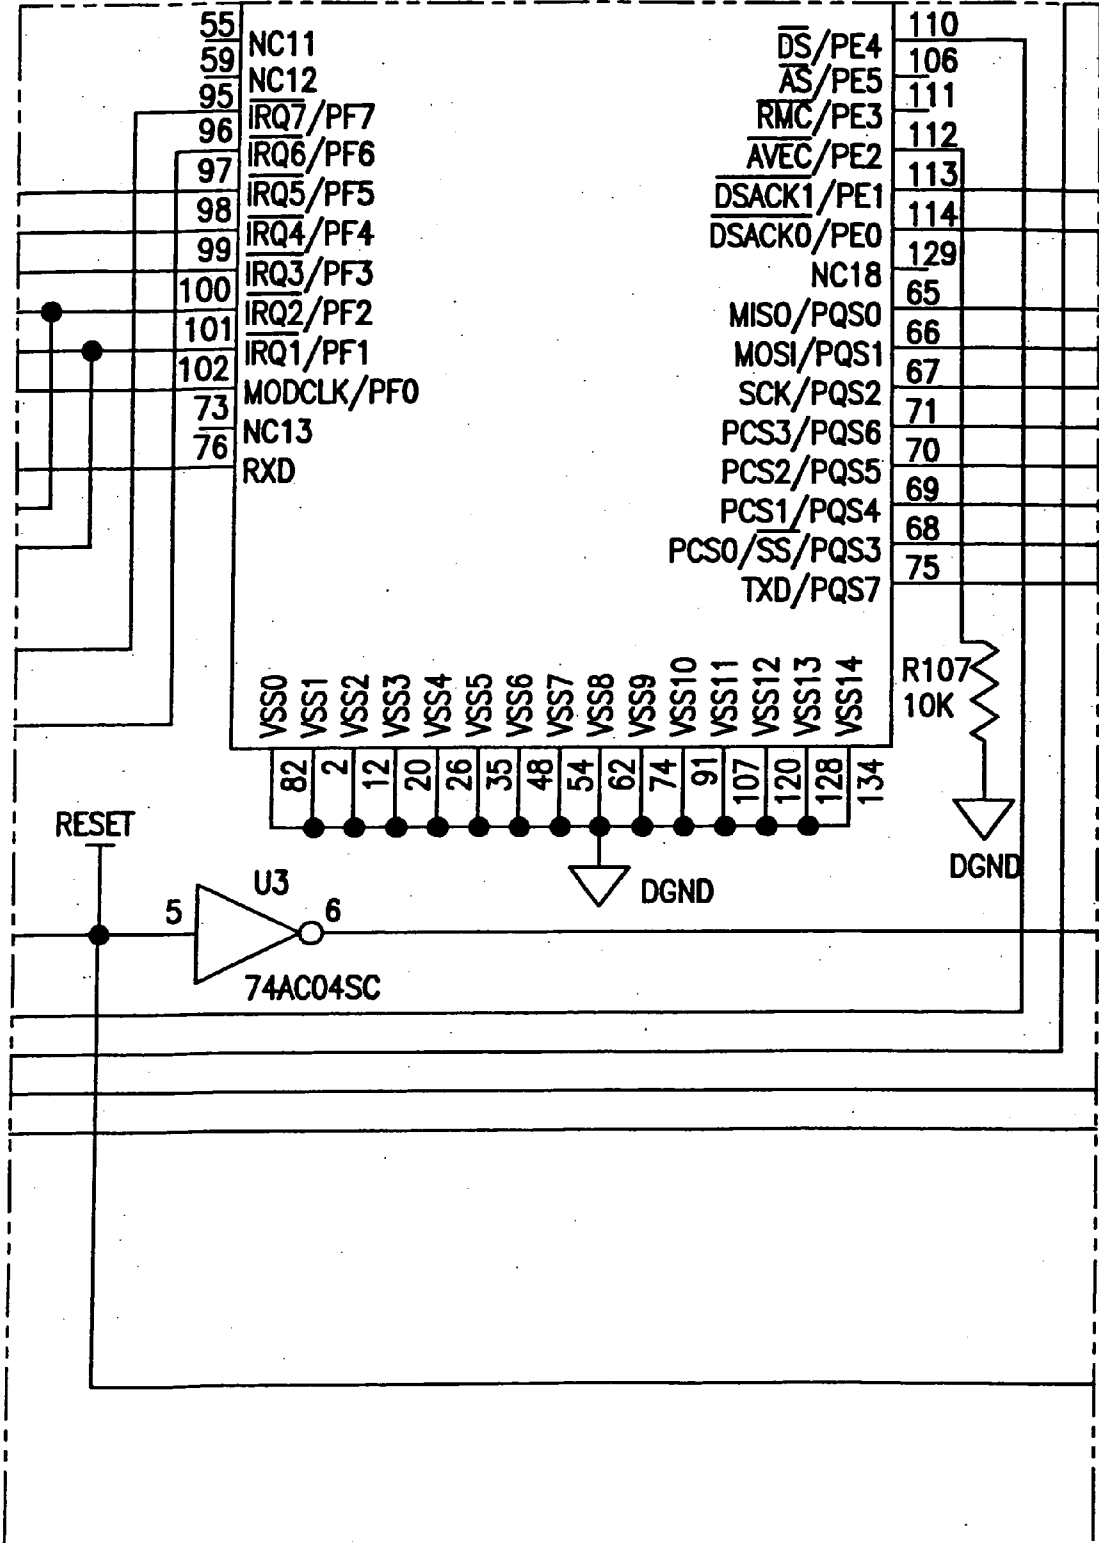 55 NC11
59 NC12
95 IRQ7/PF7
96 IRQ6/PF6
97 IRQ5/PF5
98 IRQ4/PF4
99 IRQ3/PF3
100 IRQ2/PF2
101 IRQ1/PF1
102 MODCLK/PF0
73 NC13
76 RXD
DS/PE4 110
AS/PE5 106
RMC/PE3 111
AVEC/PE2 112
DSACK1/PE1 113
DSACK0/PE0 114
NC18 129
MISO/PQS0 65
MOSI/PQS1 66
SCK/PQS2 67
PCS3/PQS6 71
PCS2/PQS5 70
PCS1/PQS4 69
PCS0/SS/PQS3 68
TXD/PQS7 75
VSS0 82
VSS1 2
VSS2 12
VSS3 20
VSS4 26
VSS5 35
VSS6 48
VSS7 54
VSS8 62
VSS9 74
VSS10 91
VSS11 107
VSS12 120
VSS13 128
VSS14 134
R107
10K
DGND
DGND
RESET
U3
5 6
74AC04SC